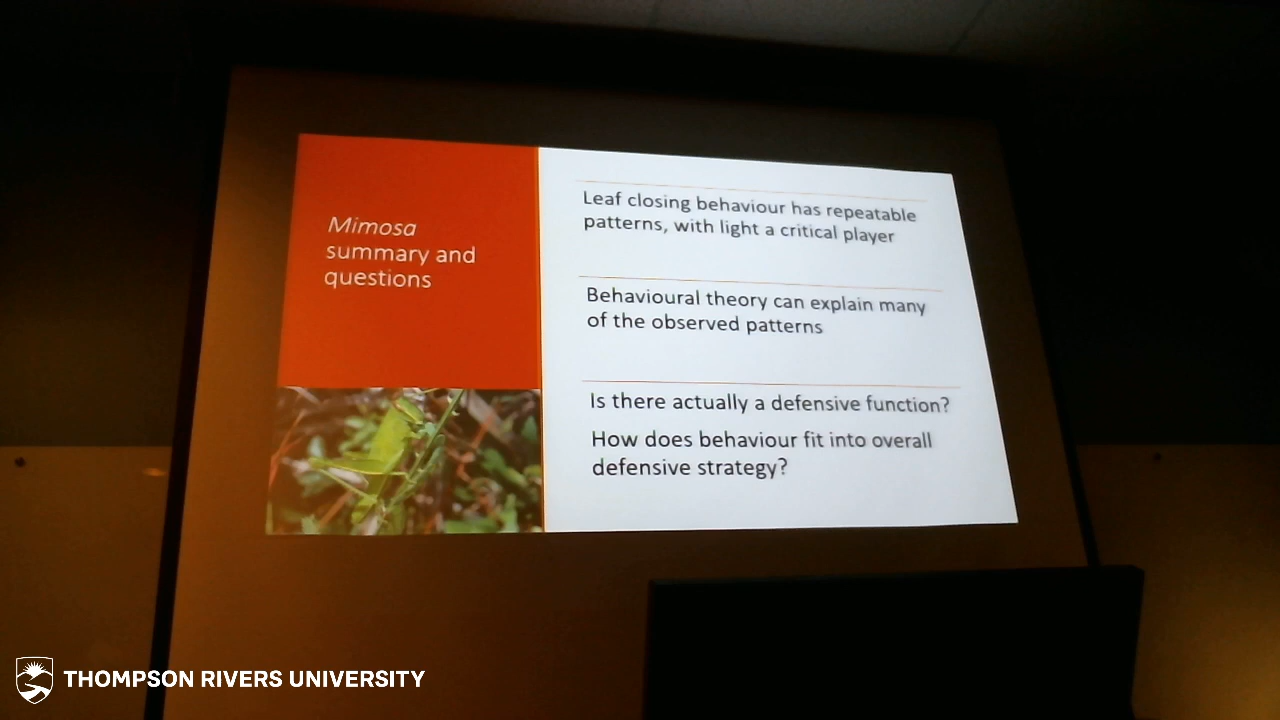 Mimosa
summary and
questions
Leaf closing behaviour has repeatable
patterns, with light a critical player
Behavioural theory can explain many
of the observed patterns
Is there actually a defensive function?
How does behaviour fit into overall
defensive strategy?
THOMPSON RIVERS UNIVERSITY